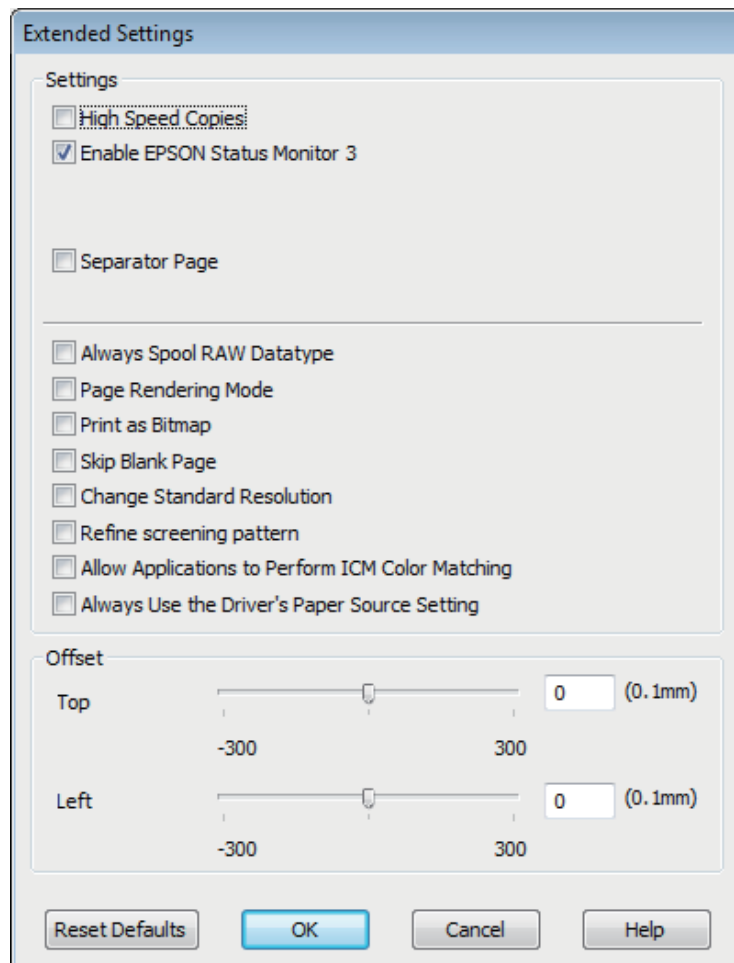 Extended Settings
Settings
High Speed Copies
Enable EPSON Status Monitor 3
Separator Page
Always Spool RAW Datatype
Page Rendering Mode
Print as Bitmap
Skip Blank Page
Change Standard Resolution
Refine screening pattern
Allow Applications to Perform ICM Color Matching
Always Use the Driver's Paper Source Setting
Offset
Top 0 (0.1mm)
-300 300
Left 0 (0.1mm)
-300 300
Reset Defaults OK Cancel Help